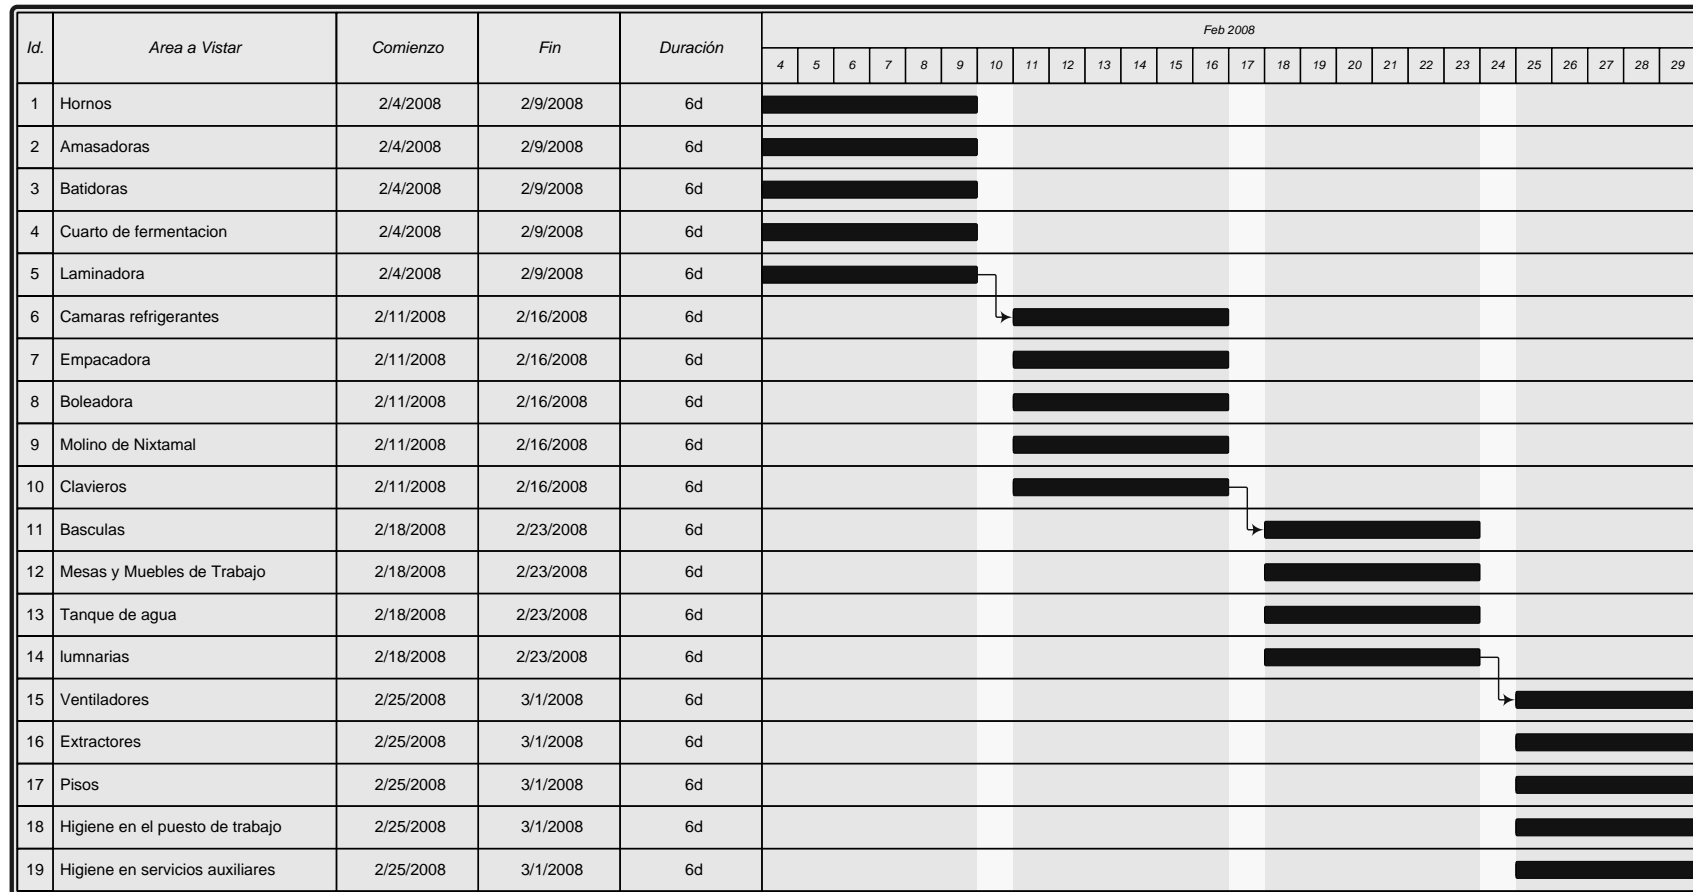 Id. Area a Vistar Comienzo Fin Duración Feb 2008
4 5 6 7 8 9 10 11 12 13 14 15 16 17 18 19 20 21 22 23 24 25 26 27 28 29
1 Hornos 2/4/2008 2/9/2008 6d
2 Amasadoras 2/4/2008 2/9/2008 6d
3 Batidoras 2/4/2008 2/9/2008 6d
4 Cuarto de fermentacion 2/4/2008 2/9/2008 6d
5 Laminadora 2/4/2008 2/9/2008 6d
6 Camaras refrigerantes 2/11/2008 2/16/2008 6d
7 Empacadora 2/11/2008 2/16/2008 6d
8 Boleadora 2/11/2008 2/16/2008 6d
9 Molino de Nixtamal 2/11/2008 2/16/2008 6d
10 Clavieros 2/11/2008 2/16/2008 6d
11 Basculas 2/18/2008 2/23/2008 6d
12 Mesas y Muebles de Trabajo 2/18/2008 2/23/2008 6d
13 Tanque de agua 2/18/2008 2/23/2008 6d
14 lumnarias 2/18/2008 2/23/2008 6d
15 Ventiladores 2/25/2008 3/1/2008 6d
16 Extractores 2/25/2008 3/1/2008 6d
17 Pisos 2/25/2008 3/1/2008 6d
18 Higiene en el puesto de trabajo 2/25/2008 3/1/2008 6d
19 Higiene en servicios auxiliares 2/25/2008 3/1/2008 6d